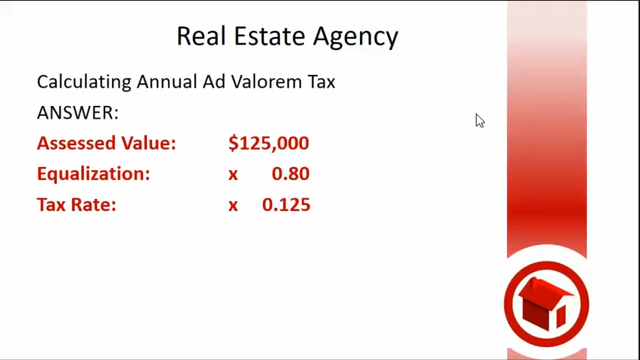 Real Estate Agency
Calculating Annual Ad Valorem Tax
ANSWER:
Assessed Value: $125,000
Equalization: x 0.80
Tax Rate: x 0.125